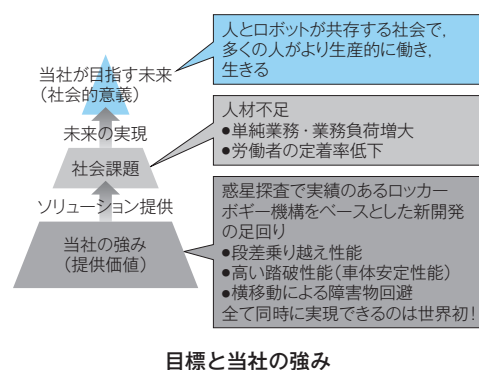 人とロボットが共存する社会で，
多くの人がより生産的に働き，
生きる
当社が目指す未来
（社会的意義）
人材不足
●単純業務・業務負荷増大
●労働者の定着率低下
未来の実現
社会課題
ソリューション提供
惑星探査で実績のあるロッカー
ボギー機構をベースとした新開発
の足回り
●段差乗り越え性能
●高い踏破性能（車体安定性能）
●横移動による障害物回避
全て同時に実現できるのは世界初！
当社の強み
（提供価値）
目標と当社の強み